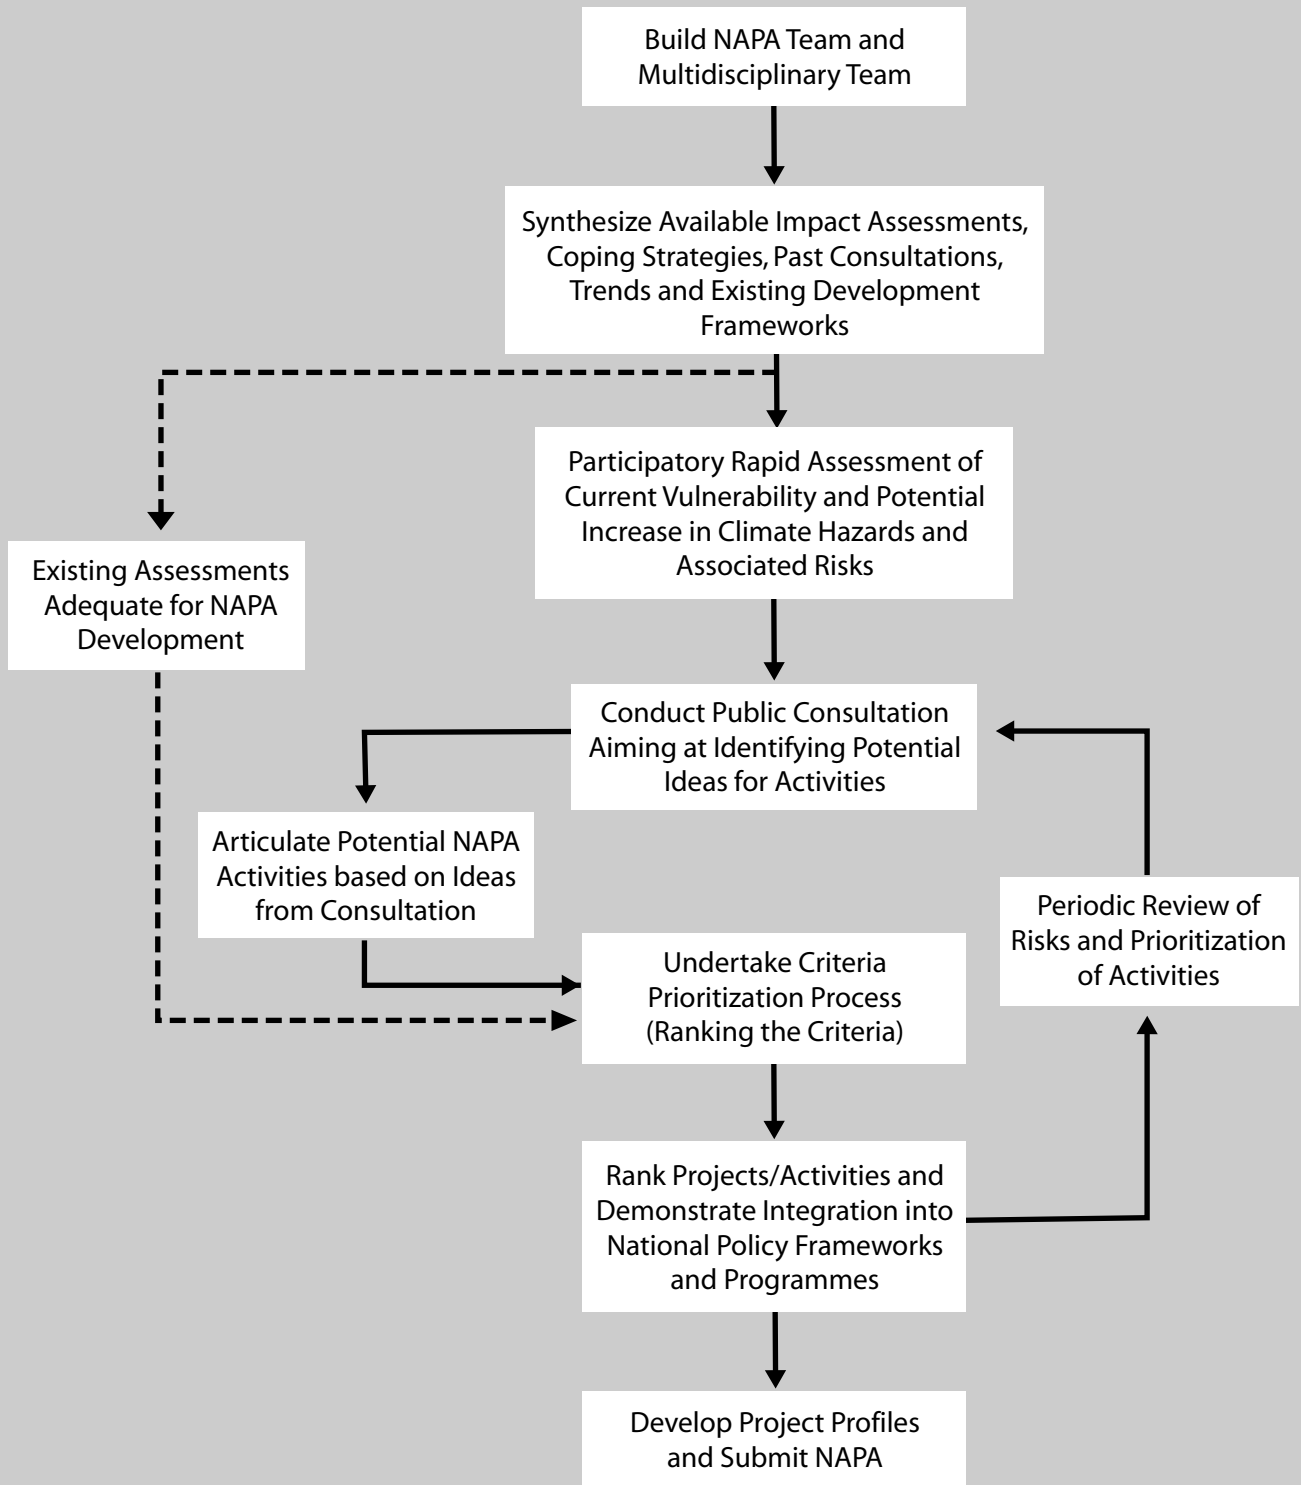 Build NAPA Team and
Multidisciplinary Team
Synthesize Available Impact Assessments,
Coping Strategies, Past Consultations,
Trends and Existing Development
Frameworks
Participatory Rapid Assessment of
Current Vulnerability and Potential
Increase in Climate Hazards and
Associated Risks
Existing Assessments
Adequate for NAPA
Development
Conduct Public Consultation
Aiming at Identifying Potential
Ideas for Activities
Articulate Potential NAPA
Activities based on Ideas
from Consultation
Periodic Review of
Risks and Prioritization
of Activities
Undertake Criteria
Prioritization Process
(Ranking the Criteria)
Rank Projects/Activities and
Demonstrate Integration into
National Policy Frameworks
and Programmes
Develop Project Profiles
and Submit NAPA